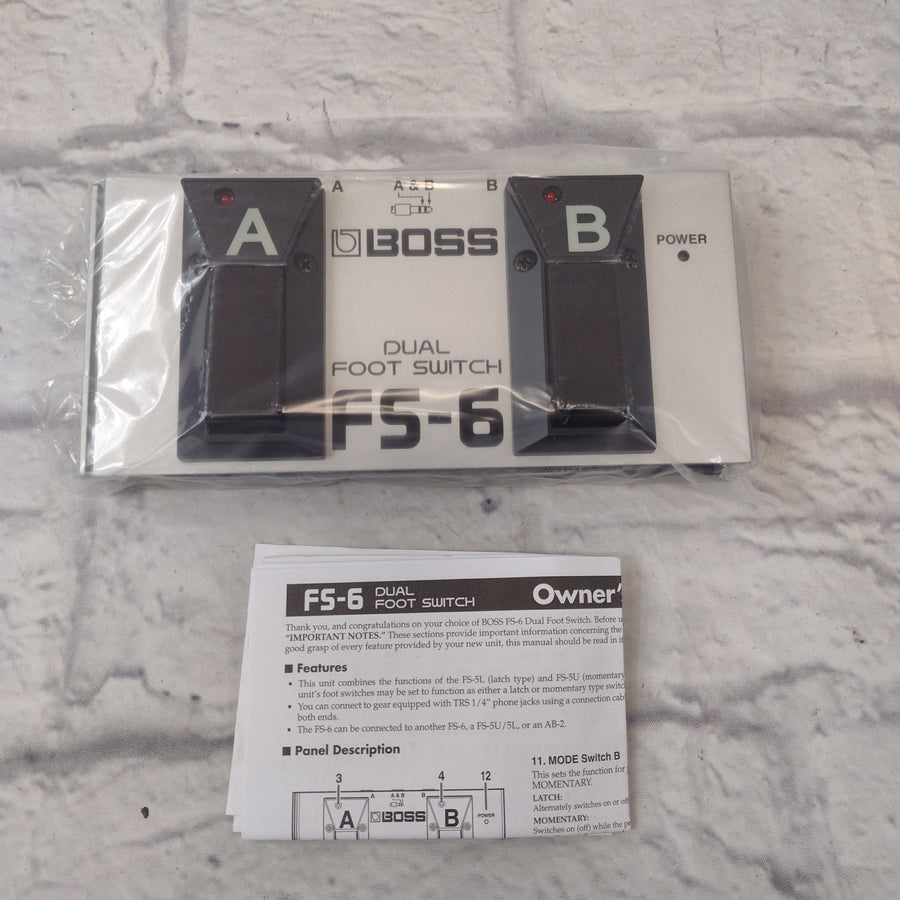 A A & B B
A B
BOSS
POWER
DUAL
FOOT SWITCH
FS-6
FS-6 DUAL FOOT SWITCH Owner's
Thank you, and congratulations on your choice of BOSS FS-6 Dual Foot Switch. Before
"IMPORTANT NOTES." These sections provide important information concerning the
good grasp of every feature provided by your new unit, this manual should be read in
■ Features
• This unit combines the functions of the FS-5L (latch type) and FS-5U (momentary
unit's foot switches may be set to function as either a latch or momentary type
• You can connect to gear equipped with TRS 1/4" phone jacks using a connection
both ends.
• The FS-6 can be connected to another FS-6, a FS-5U/5L, or an AB-2.
■ Panel Description
11. MODE Switch B
This sets the function for
MOMENTARY.
LATCH:
Alternately switches on or
MOMENTARY:
Switches on (off) while the
3 4 12
A A & B B
A BOSS B POWER